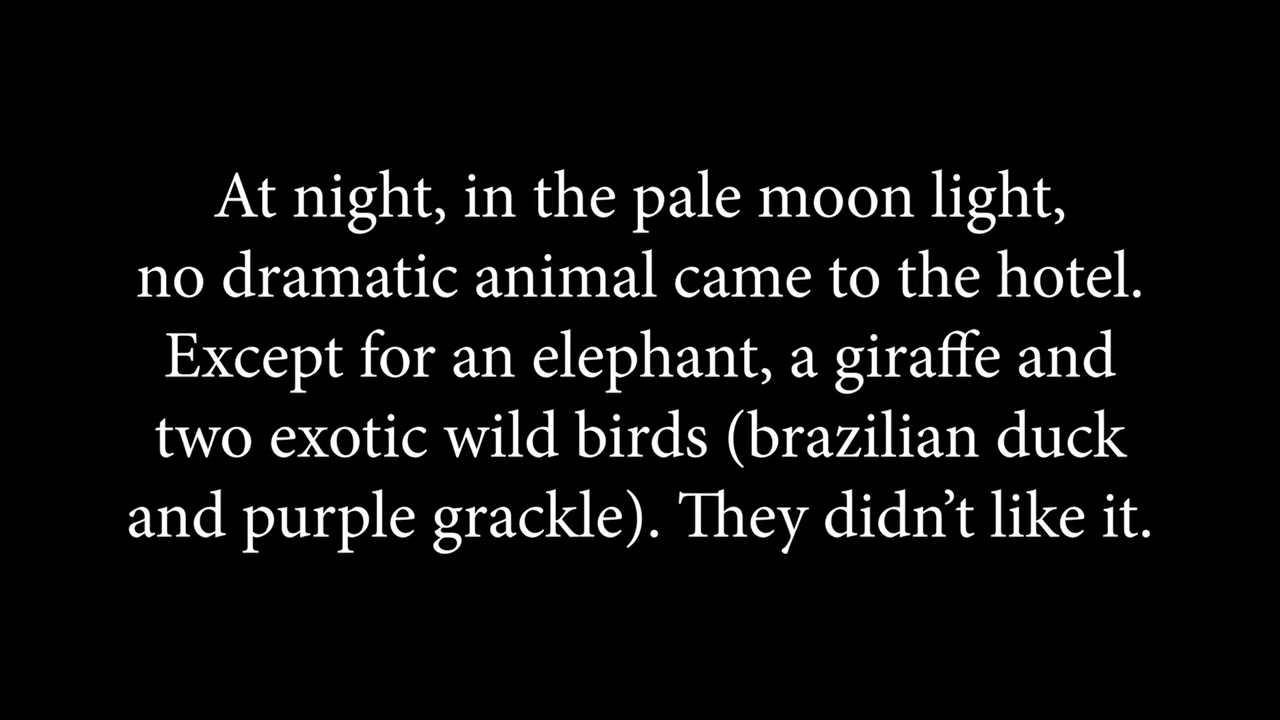 At night, in the pale moon light,
no dramatic animal came to the hotel.
Except for an elephant, a giraffe and
two exotic wild birds (brazilian duck
and purple grackle). They didn’t like it.